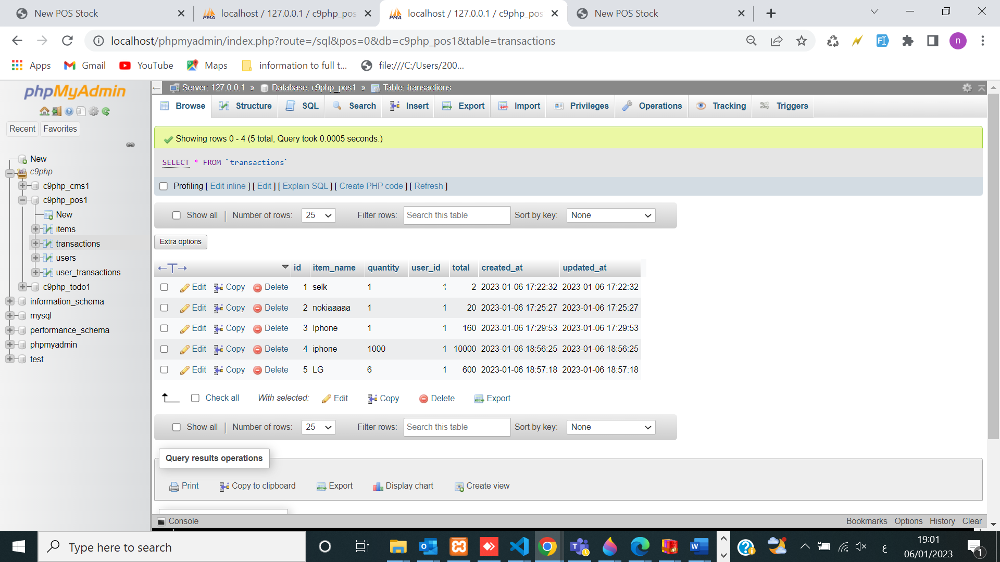 New POS Stock
localhost / 127.0.0.1 / c9php_pos
localhost / 127.0.0.1 / c9php_pos
New POS Stock
localhost/phpmyadmin/index.php?route=/sql&pos=0&db=c9php_pos1&table=transactions
n
Apps
Gmail
YouTube
Maps
information to full t...
file:///C:/Users/200...
phpMyAdmin
Recent
Favorites
New
c9php
c9php_cms1
c9php_pos1
New
items
transactions
users
user_transactions
c9php_todo1
information_schema
mysql
performance_schema
phpmyadmin
test
Server: 127.0.0.1 » Database: c9php_pos1 » Table: transactions
Browse Structure SQL Search Insert Export Import Privileges Operations Tracking Triggers
Showing rows 0 - 4 (5 total, Query took 0.0005 seconds.)
SELECT * FROM `transactions`
Profiling [ Edit inline ] [ Edit ] [ Explain SQL ] [ Create PHP code ] [ Refresh ]
Show all Number of rows: 25 Filter rows: Search this table Sort by key: None
Extra options
id item_name quantity user_id total created_at updated_at
Edit Copy Delete 1 selk 1 1 2 2023-01-06 17:22:32 2023-01-06 17:22:32
Edit Copy Delete 2 nokiaaaaa 1 1 20 2023-01-06 17:25:27 2023-01-06 17:25:27
Edit Copy Delete 3 Iphone 1 1 160 2023-01-06 17:29:53 2023-01-06 17:29:53
Edit Copy Delete 4 iphone 1000 1 10000 2023-01-06 18:56:25 2023-01-06 18:56:25
Edit Copy Delete 5 LG 6 1 600 2023-01-06 18:57:18 2023-01-06 18:57:18
Check all With selected: Edit Copy Delete Export
Show all Number of rows: 25 Filter rows: Search this table Sort by key: None
Query results operations
Print Copy to clipboard Export Display chart Create view
Console
Bookmarks Options History Clear
Type here to search
ع
19:01
06/01/2023
1